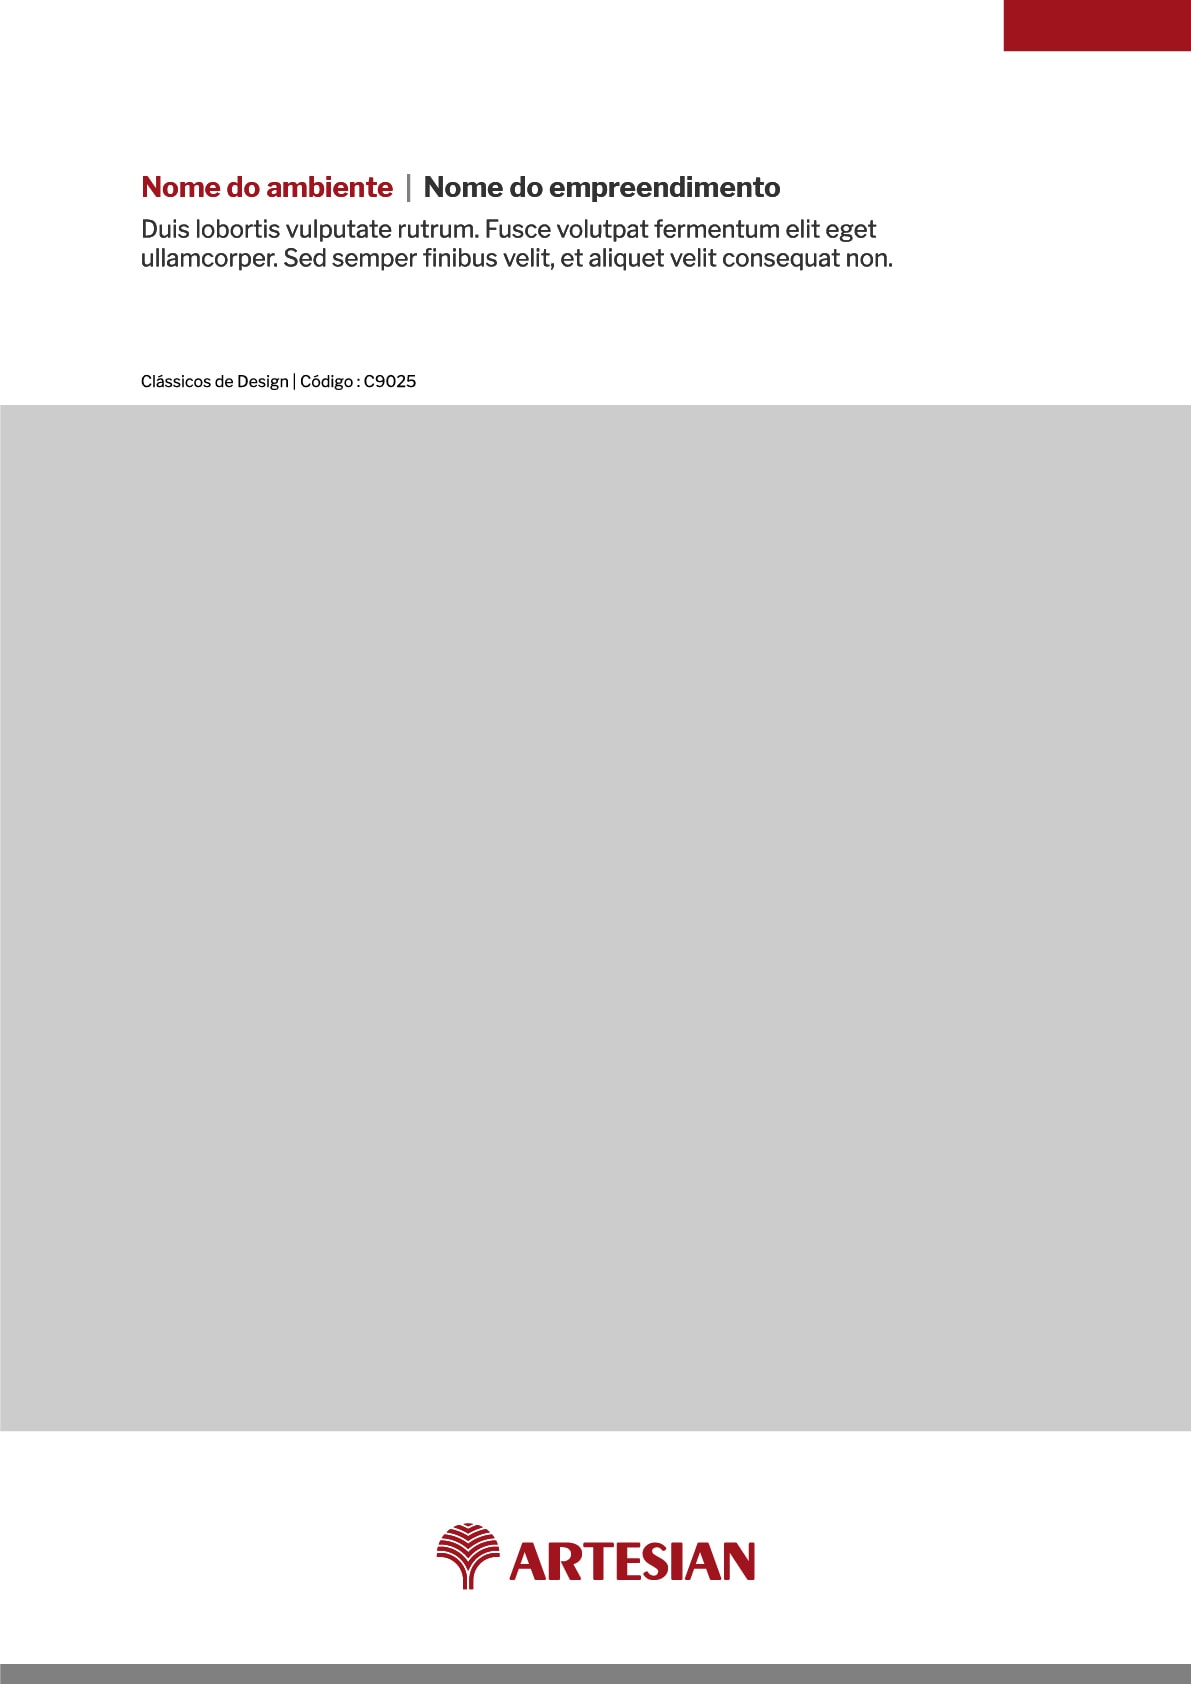 Nome do ambiente | Nome do empreendimento
Duis lobortis vulputate rutrum. Fusce volutpat fermentum elit eget
ullamcorper. Sed semper finibus velit, et aliquet velit consequat non.
Clássicos de Design | Código : C9025
ARTESIAN